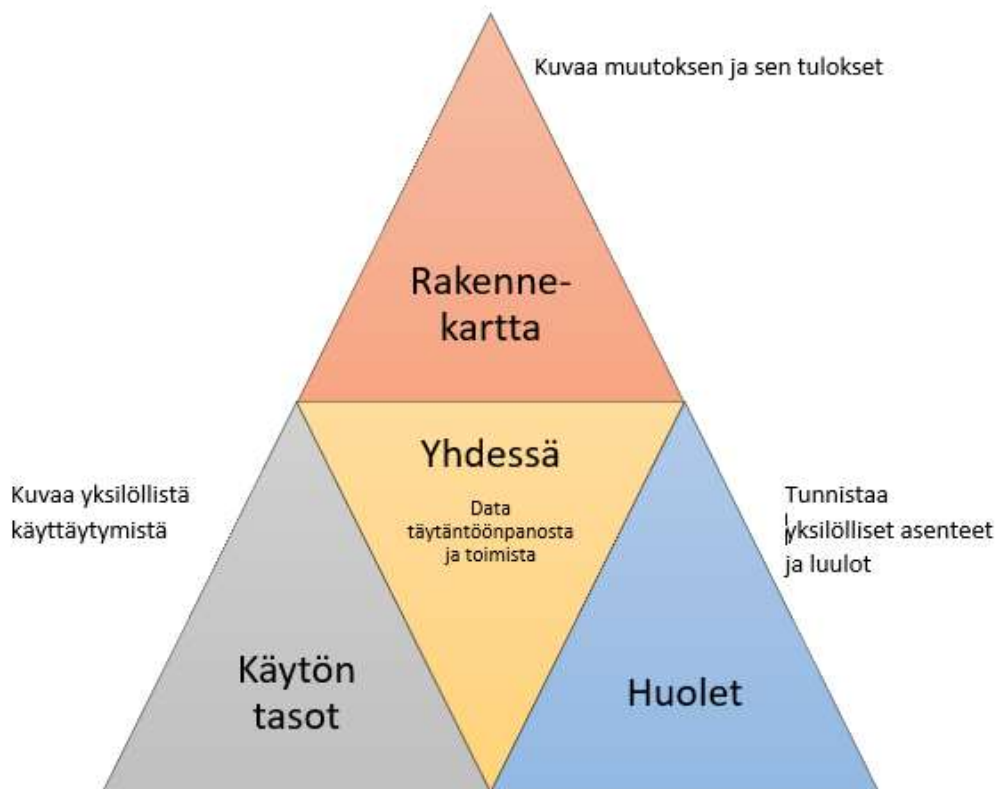 Kuvaa muutoksen ja sen tulokset
Rakenne-
kartta
Yhdessä
Data
täytäntöönpanosta
ja toimista
Kuvaa yksilöllistä
käyttäytymistä
Tunnistaa
yksilölliset asenteet
ja luulot
Käytön
tasot
Huolet